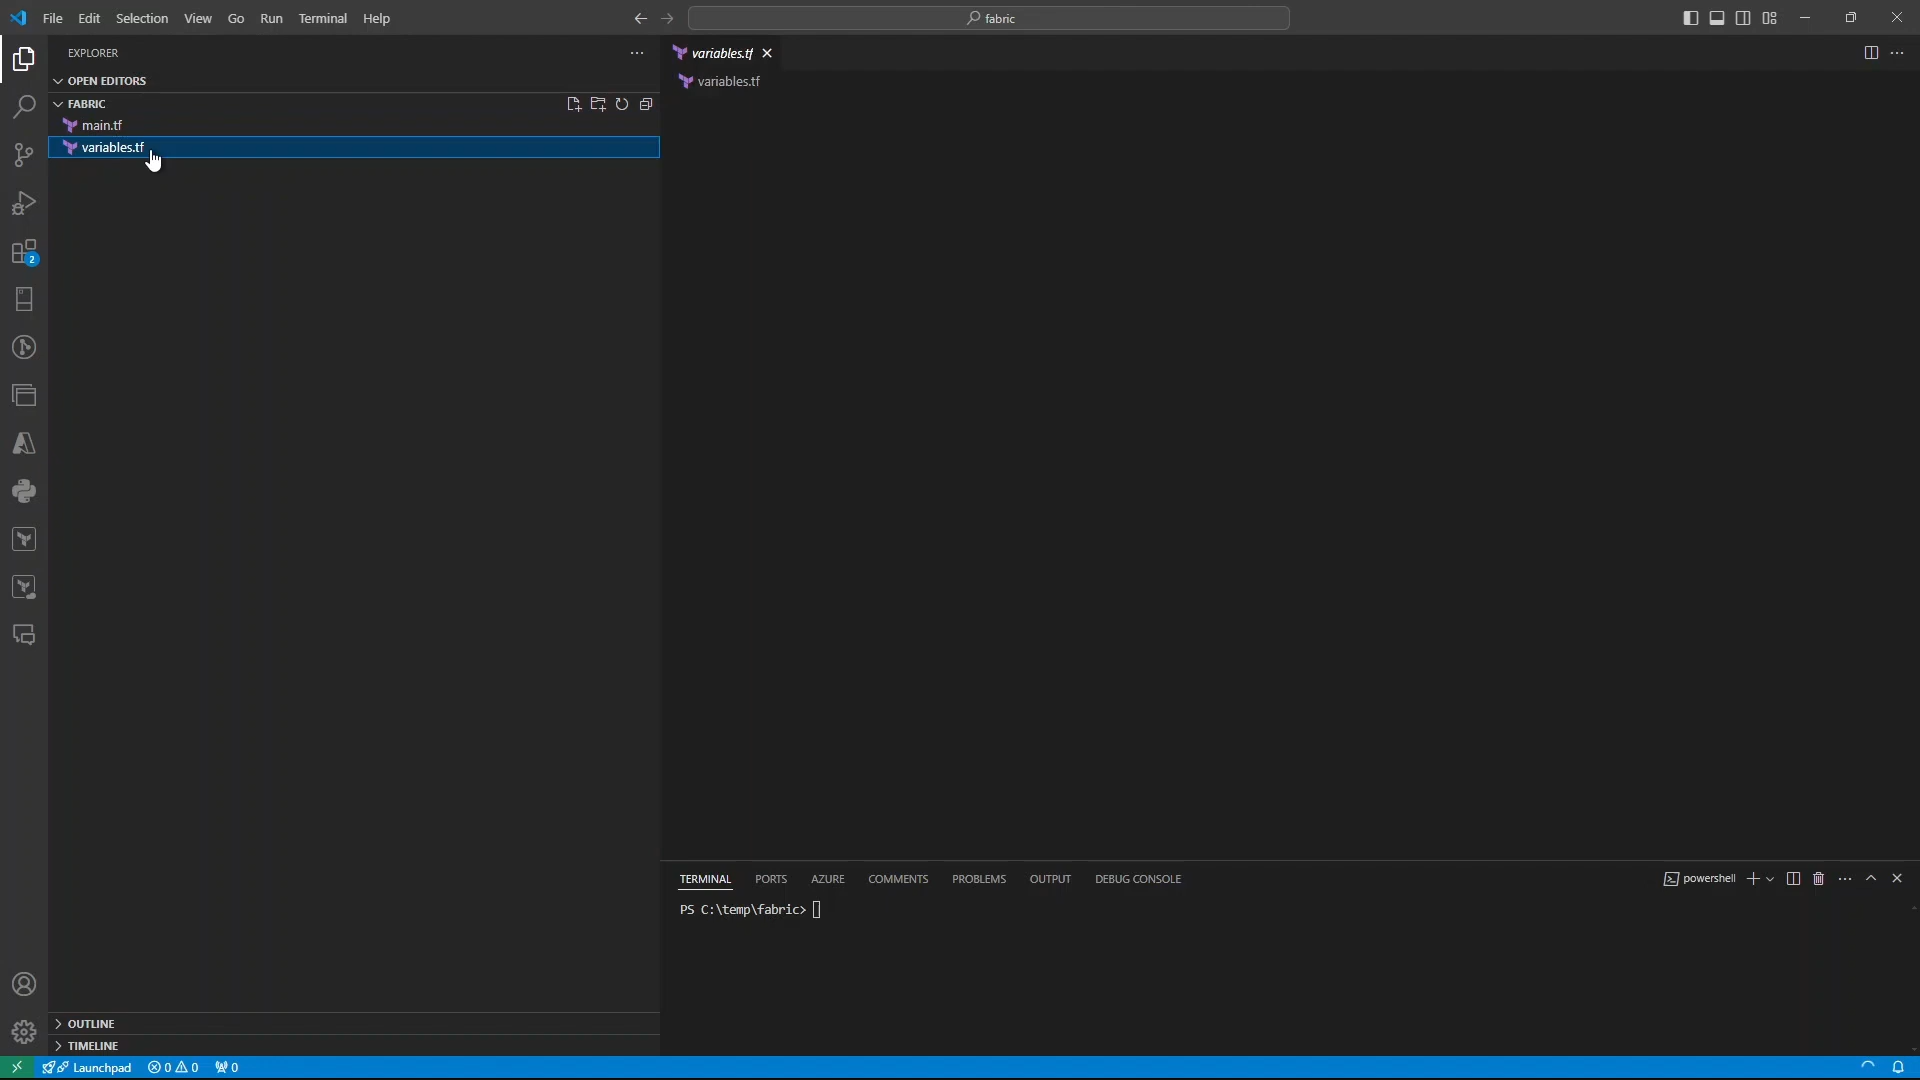 File Edit Selection View Go Run Terminal Help
fabric
EXPLORER
OPEN EDITORS
FABRIC
main.tf
variables.tf
2
OUTLINE
TIMELINE
variables.tf
variables.tf
TERMINAL PORTS AZURE COMMENTS PROBLEMS OUTPUT DEBUG CONSOLE
powershell
PS C:\temp\fabric>
Launchpad 0 0 0